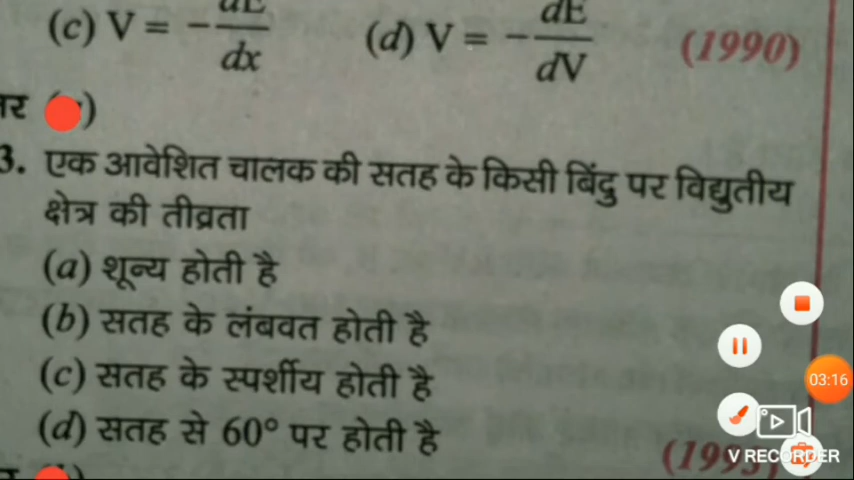 (c) V = - dE/dx (d) V = - dE/dV (1990)
3. एक आवेशित चालक की सतह के किसी बिंदु पर विद्युतीय
क्षेत्र की तीव्रता
(a) शून्य होती है
(b) सतह के लंबवत होती है
(c) सतह के स्पर्शीय होती है
(d) सतह से 60° पर होती है
03:16
V RECORDER